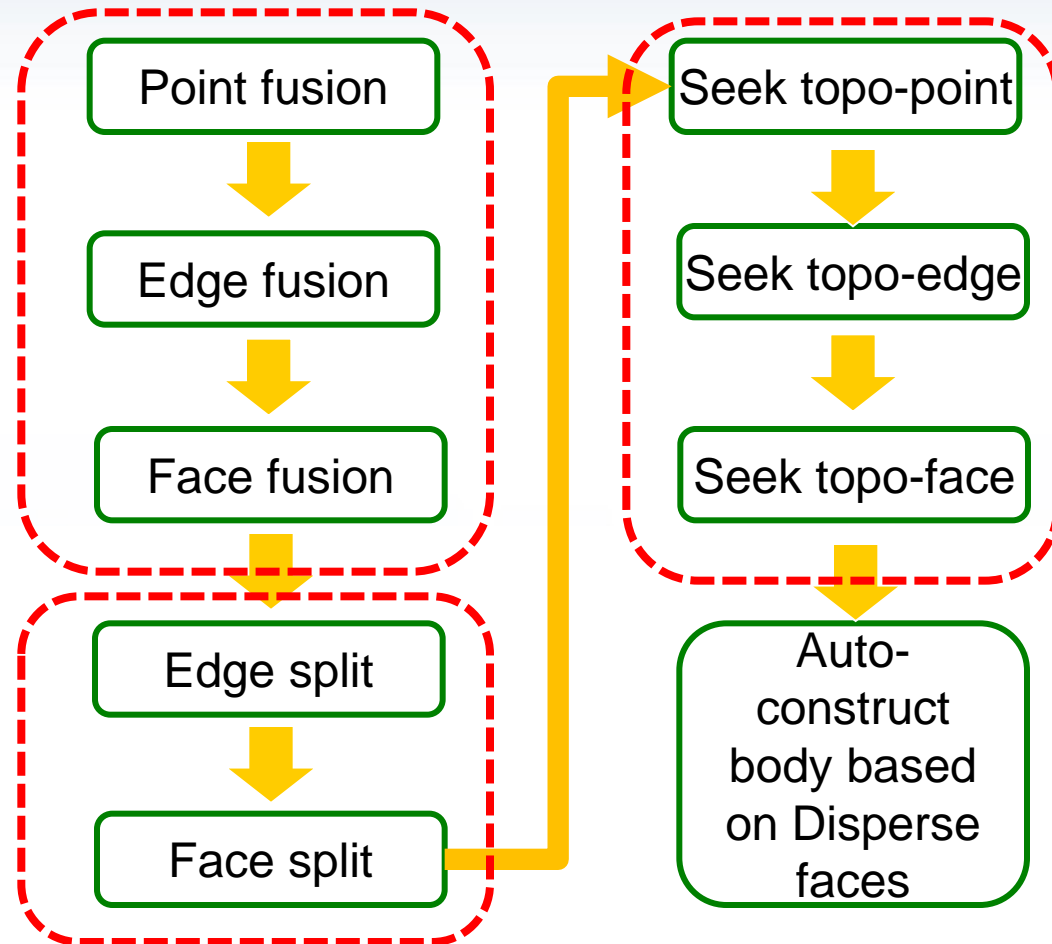 Point fusion
Edge fusion
Face fusion
Edge split
Face split
Seek topo-point
Seek topo-edge
Seek topo-face
Auto-
construct
body based
on Disperse
faces